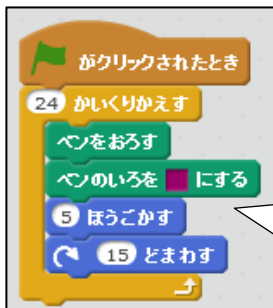 がクリックされたとき
24 かいくりかえす
ペンをおろす
ペンのいろを にする
5 ほうごかす
15 どまわす